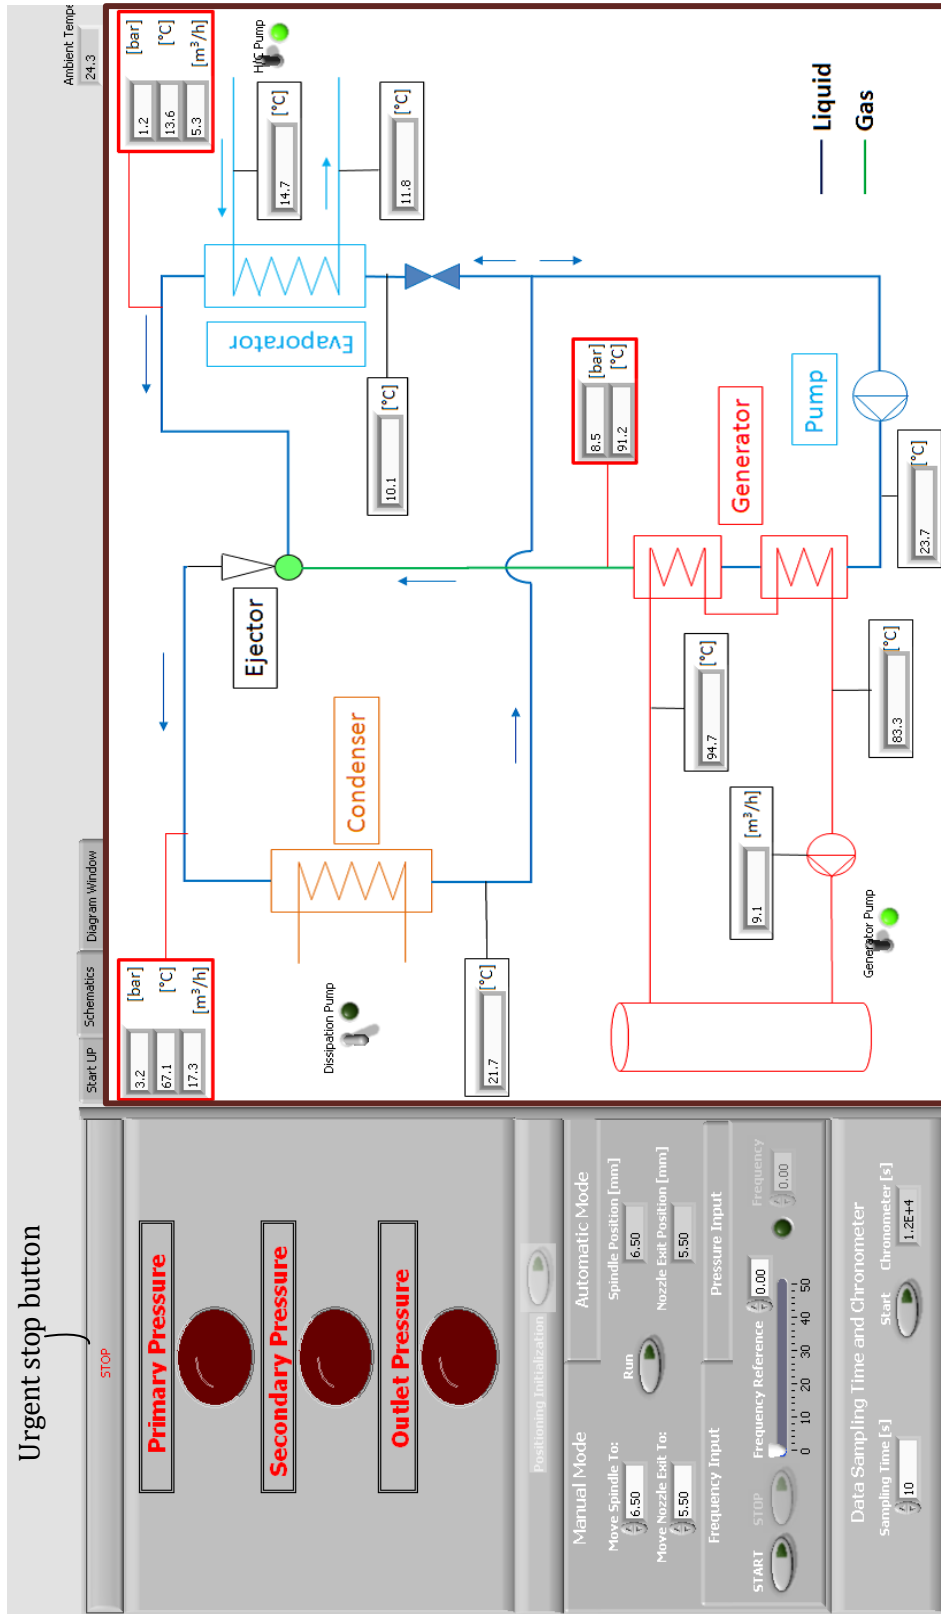 Urgent stop button
STOP
Primary Pressure
Secondary Pressure
Outlet Pressure
Positioning Initialization
Manual Mode
Automatic Mode
Move Spindle To:
6.50
Move Nozzle Exit To:
5.50
Run
Spindle Position [mm]
6.50
Nozzle Exit Position [mm]
5.50
Frequency Input
Pressure Input
START
STOP
Frequency Reference
0.00
0 10 20 30 40 50
Frequency
0.00
Data Sampling Time and Chronometer
Sampling Time [s]
10
Start
Chronometer [s]
1.2E+4
Start UP
Schematics
Diagram Window
Ambient Tempe
24.3
3.2 [bar]
67.1 [°C]
17.3 [m³/h]
1.2 [bar]
13.6 [°C]
5.3 [m³/h]
H/C Pump
Ejector
Evaporator
14.7 [°C]
11.8 [°C]
10.1 [°C]
Condenser
Dissipation Pump
21.7 [°C]
8.5 [bar]
91.2 [°C]
Generator
Pump
94.7 [°C]
9.1 [m³/h]
83.3 [°C]
23.7 [°C]
Generator Pump
Liquid
Gas